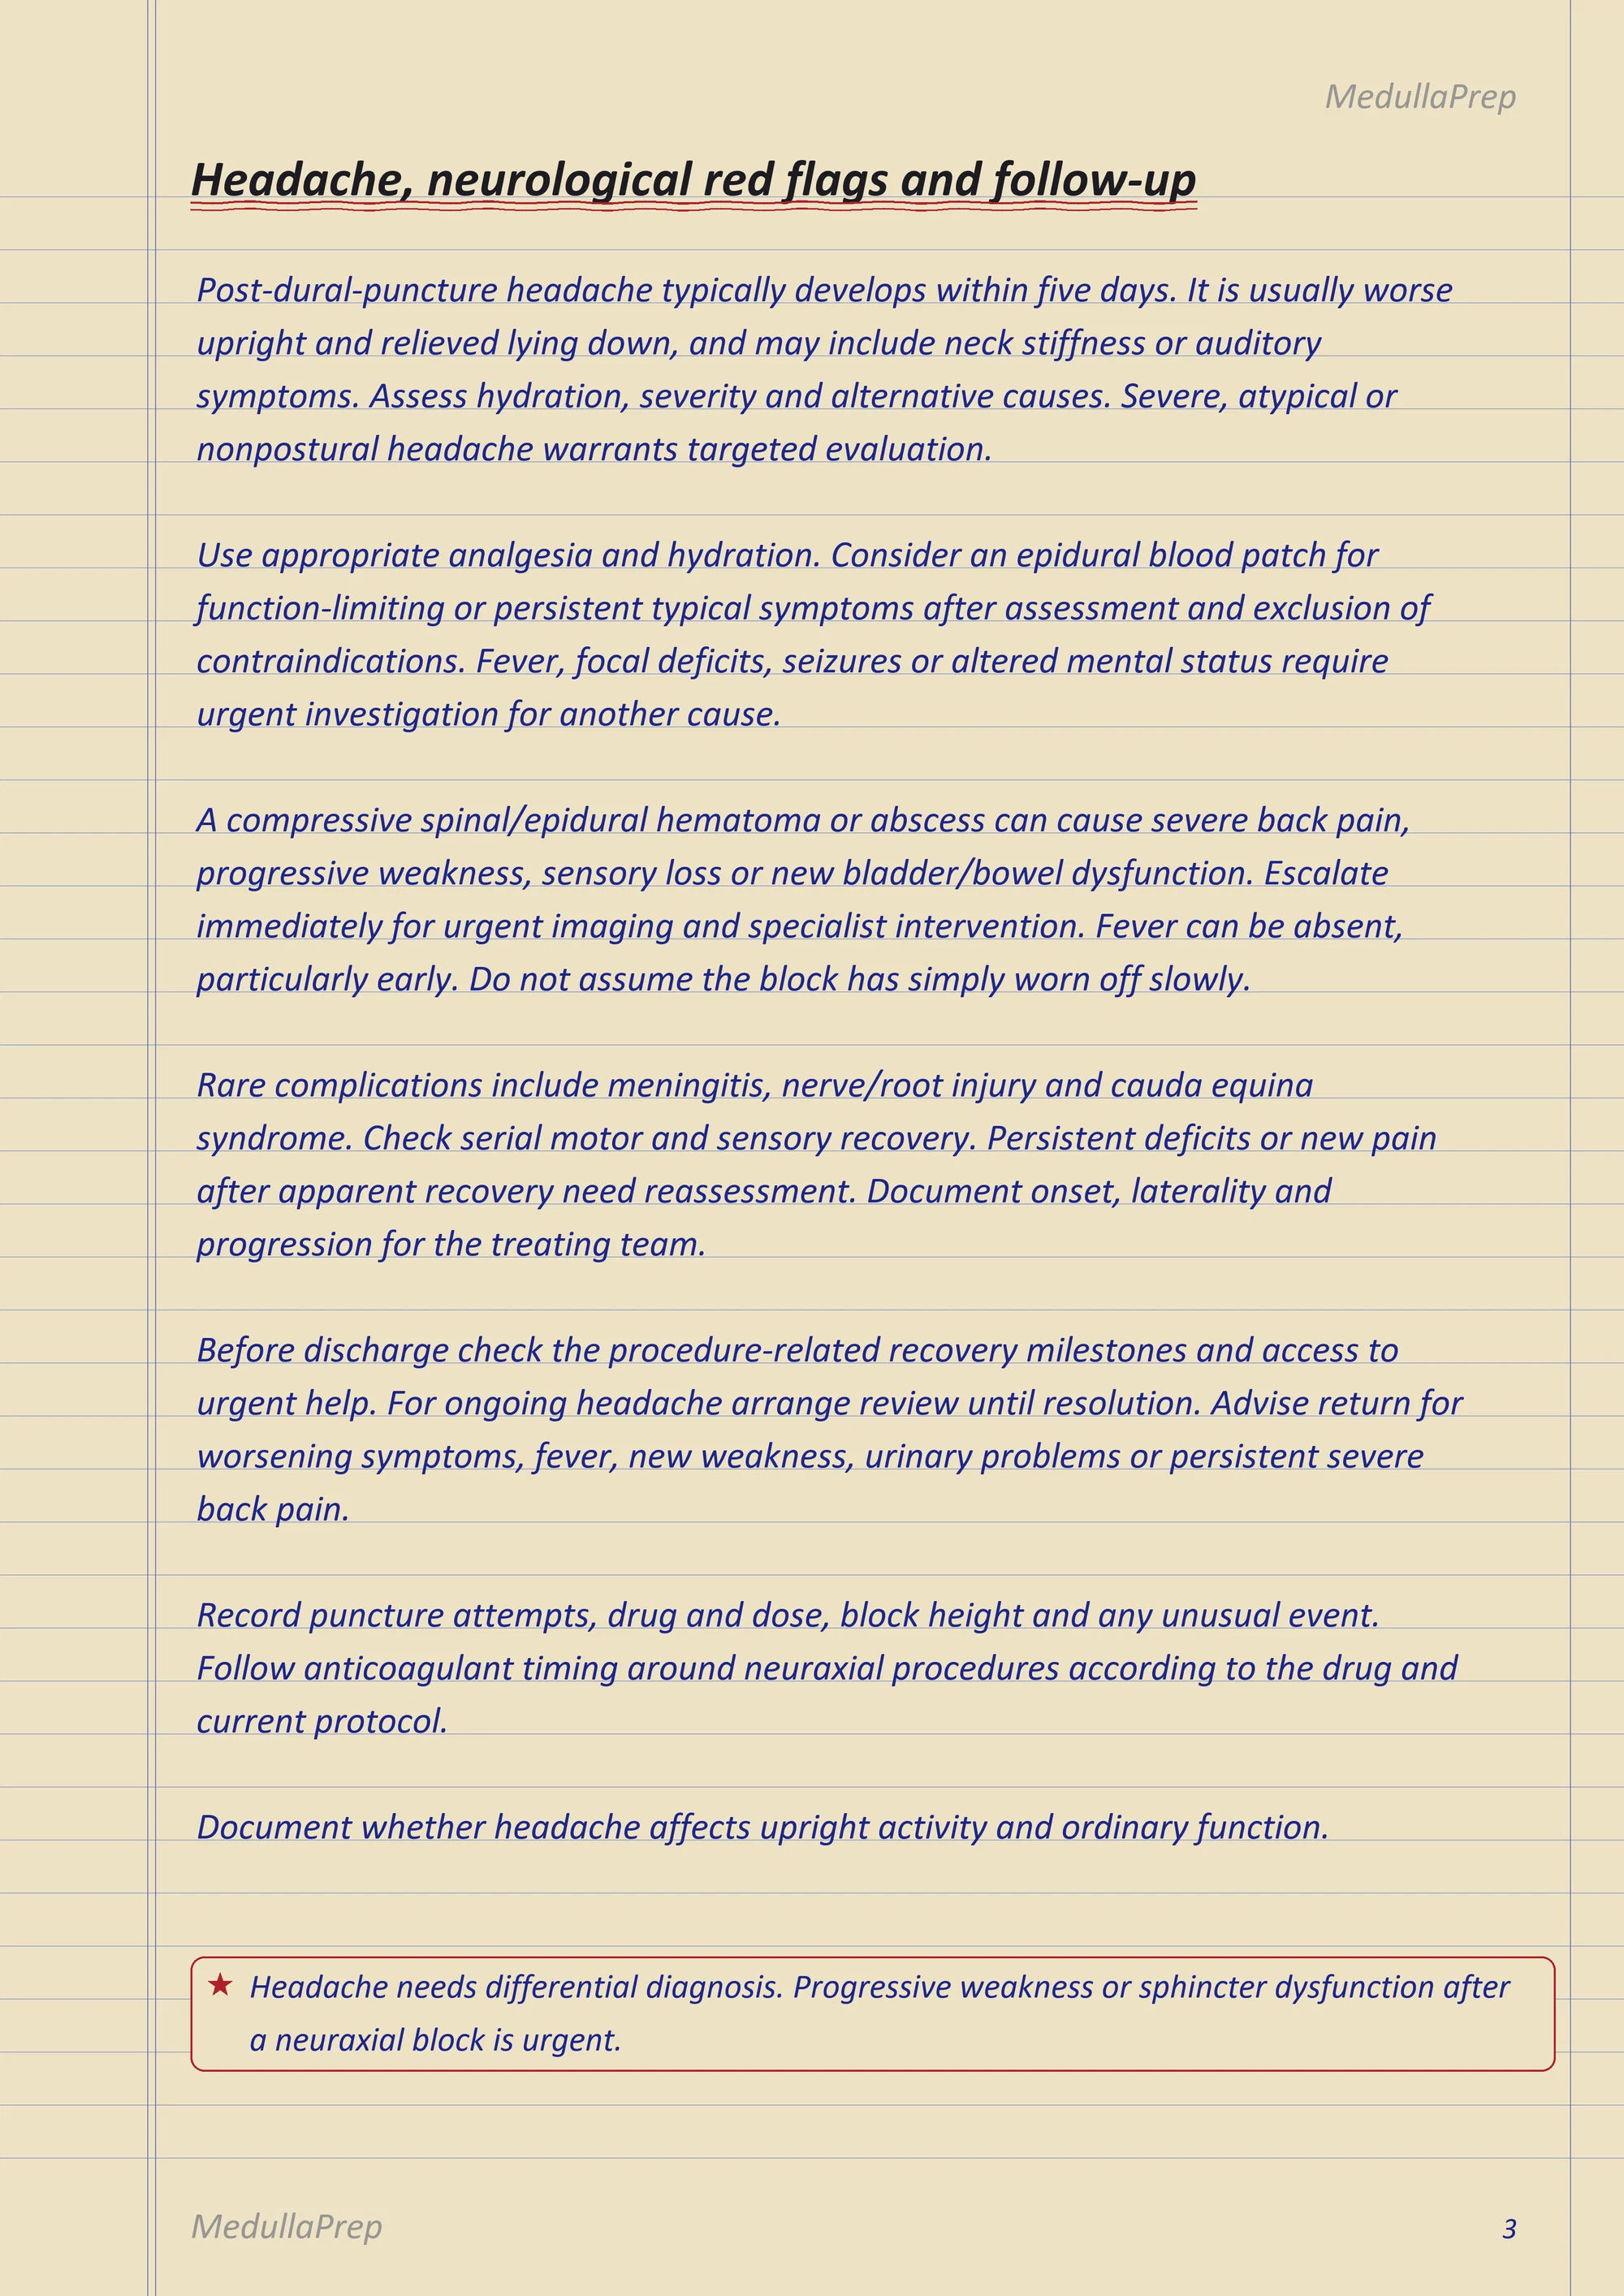 MedullaPrep
Headache, neurological red flags and follow-up
Post-dural-puncture headache typically develops within five days. It is usually worse
upright and relieved lying down, and may include neck stiffness or auditory
symptoms. Assess hydration, severity and alternative causes. Severe, atypical or
nonpostural headache warrants targeted evaluation.
Use appropriate analgesia and hydration. Consider an epidural blood patch for
function-limiting or persistent typical symptoms after assessment and exclusion of
contraindications. Fever, focal deficits, seizures or altered mental status require
urgent investigation for another cause.
A compressive spinal/epidural hematoma or abscess can cause severe back pain,
progressive weakness, sensory loss or new bladder/bowel dysfunction. Escalate
immediately for urgent imaging and specialist intervention. Fever can be absent,
particularly early. Do not assume the block has simply worn off slowly.
Rare complications include meningitis, nerve/root injury and cauda equina
syndrome. Check serial motor and sensory recovery. Persistent deficits or new pain
after apparent recovery need reassessment. Document onset, laterality and
progression for the treating team.
Before discharge check the procedure-related recovery milestones and access to
urgent help. For ongoing headache arrange review until resolution. Advise return for
worsening symptoms, fever, new weakness, urinary problems or persistent severe
back pain.
Record puncture attempts, drug and dose, block height and any unusual event.
Follow anticoagulant timing around neuraxial procedures according to the drug and
current protocol.
Document whether headache affects upright activity and ordinary function.
★ Headache needs differential diagnosis. Progressive weakness or sphincter dysfunction after
a neuraxial block is urgent.
MedullaPrep
3